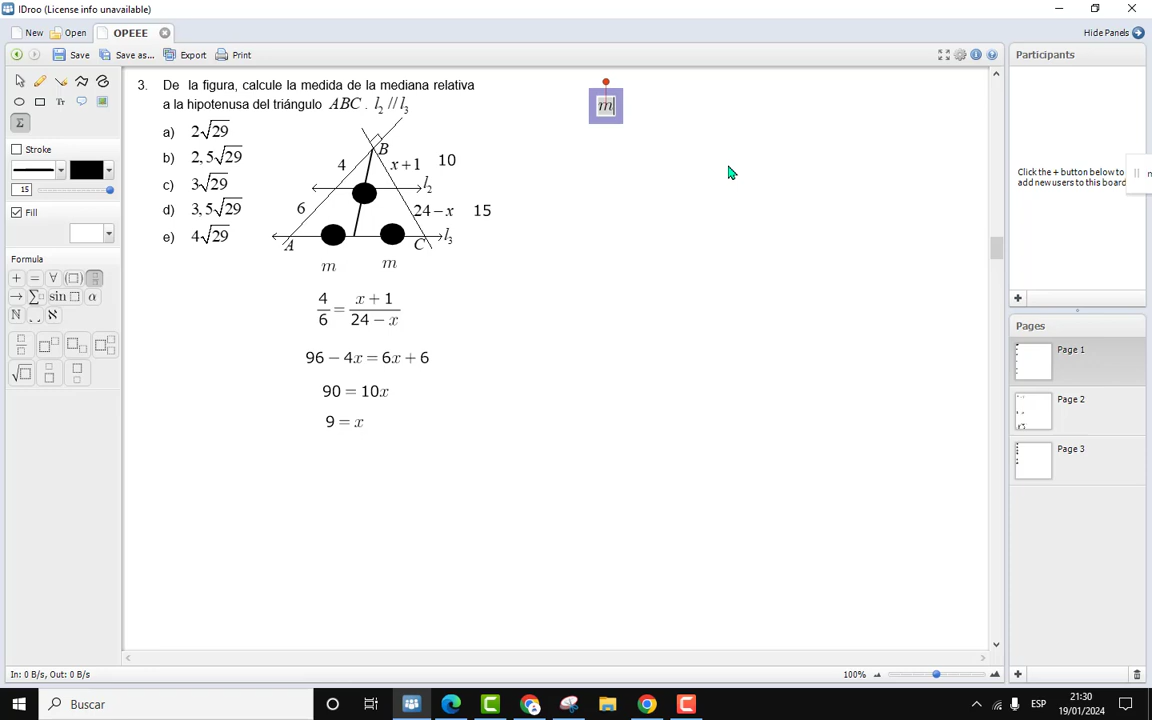 IDroo (License info unavailable)
New Open OPEEE Hide Panels
Save Save as... Export Print
Participants
Click the + button below to
add new users to this board
Stroke
15
Fill
Formula
+ = ∀ (□)
→ ∑ sin □ α
ℕ ℵ
Tr
Σ
3. De la figura, calcule la medida de la mediana relativa
a la hipotenusa del triángulo ABC . l₂ // l₃
a) 2√29
b) 2,5√29
c) 3√29
d) 3,5√29
e) 4√29
B
4 x+1 10
l₂
6 24−x 15
A C l₃
m m
4/6 = (x + 1)/(24 − x)
96 − 4x = 6x + 6
90 = 10x
9 = x
m
Pages
Page 1
Page 2
Page 3
In: 0 B/s, Out: 0 B/s 100%
Buscar
ESP
21:30
19/01/2024